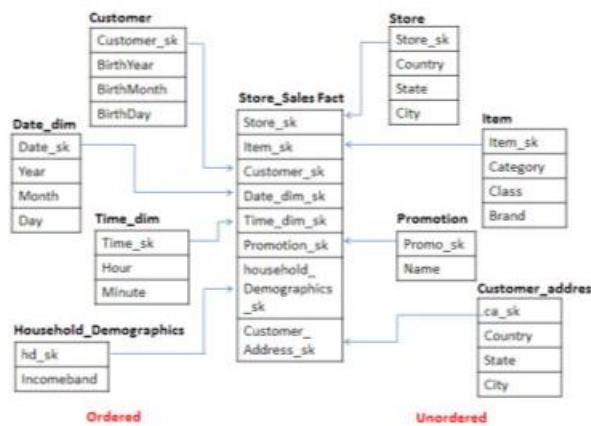 Customer
Customer_sk
BirthYear
BirthMonth
BirthDay
Date_dim
Date_sk
Year
Month
Day
Time_dim
Time_sk
Hour
Minute
Household_Demographics
hd_sk
Incomeband
Ordered
Store_Sales Fact
Store_sk
Item_sk
Customer_sk
Date_dim_sk
Time_dim_sk
Promotion_sk
household_
Demographics
_sk
Customer_
Address_sk
Store
Store_sk
Country
State
City
Item
Item_sk
Category
Class
Brand
Promotion
Promo_sk
Name
Customer_addres
ca_sk
Country
State
City
Unordered